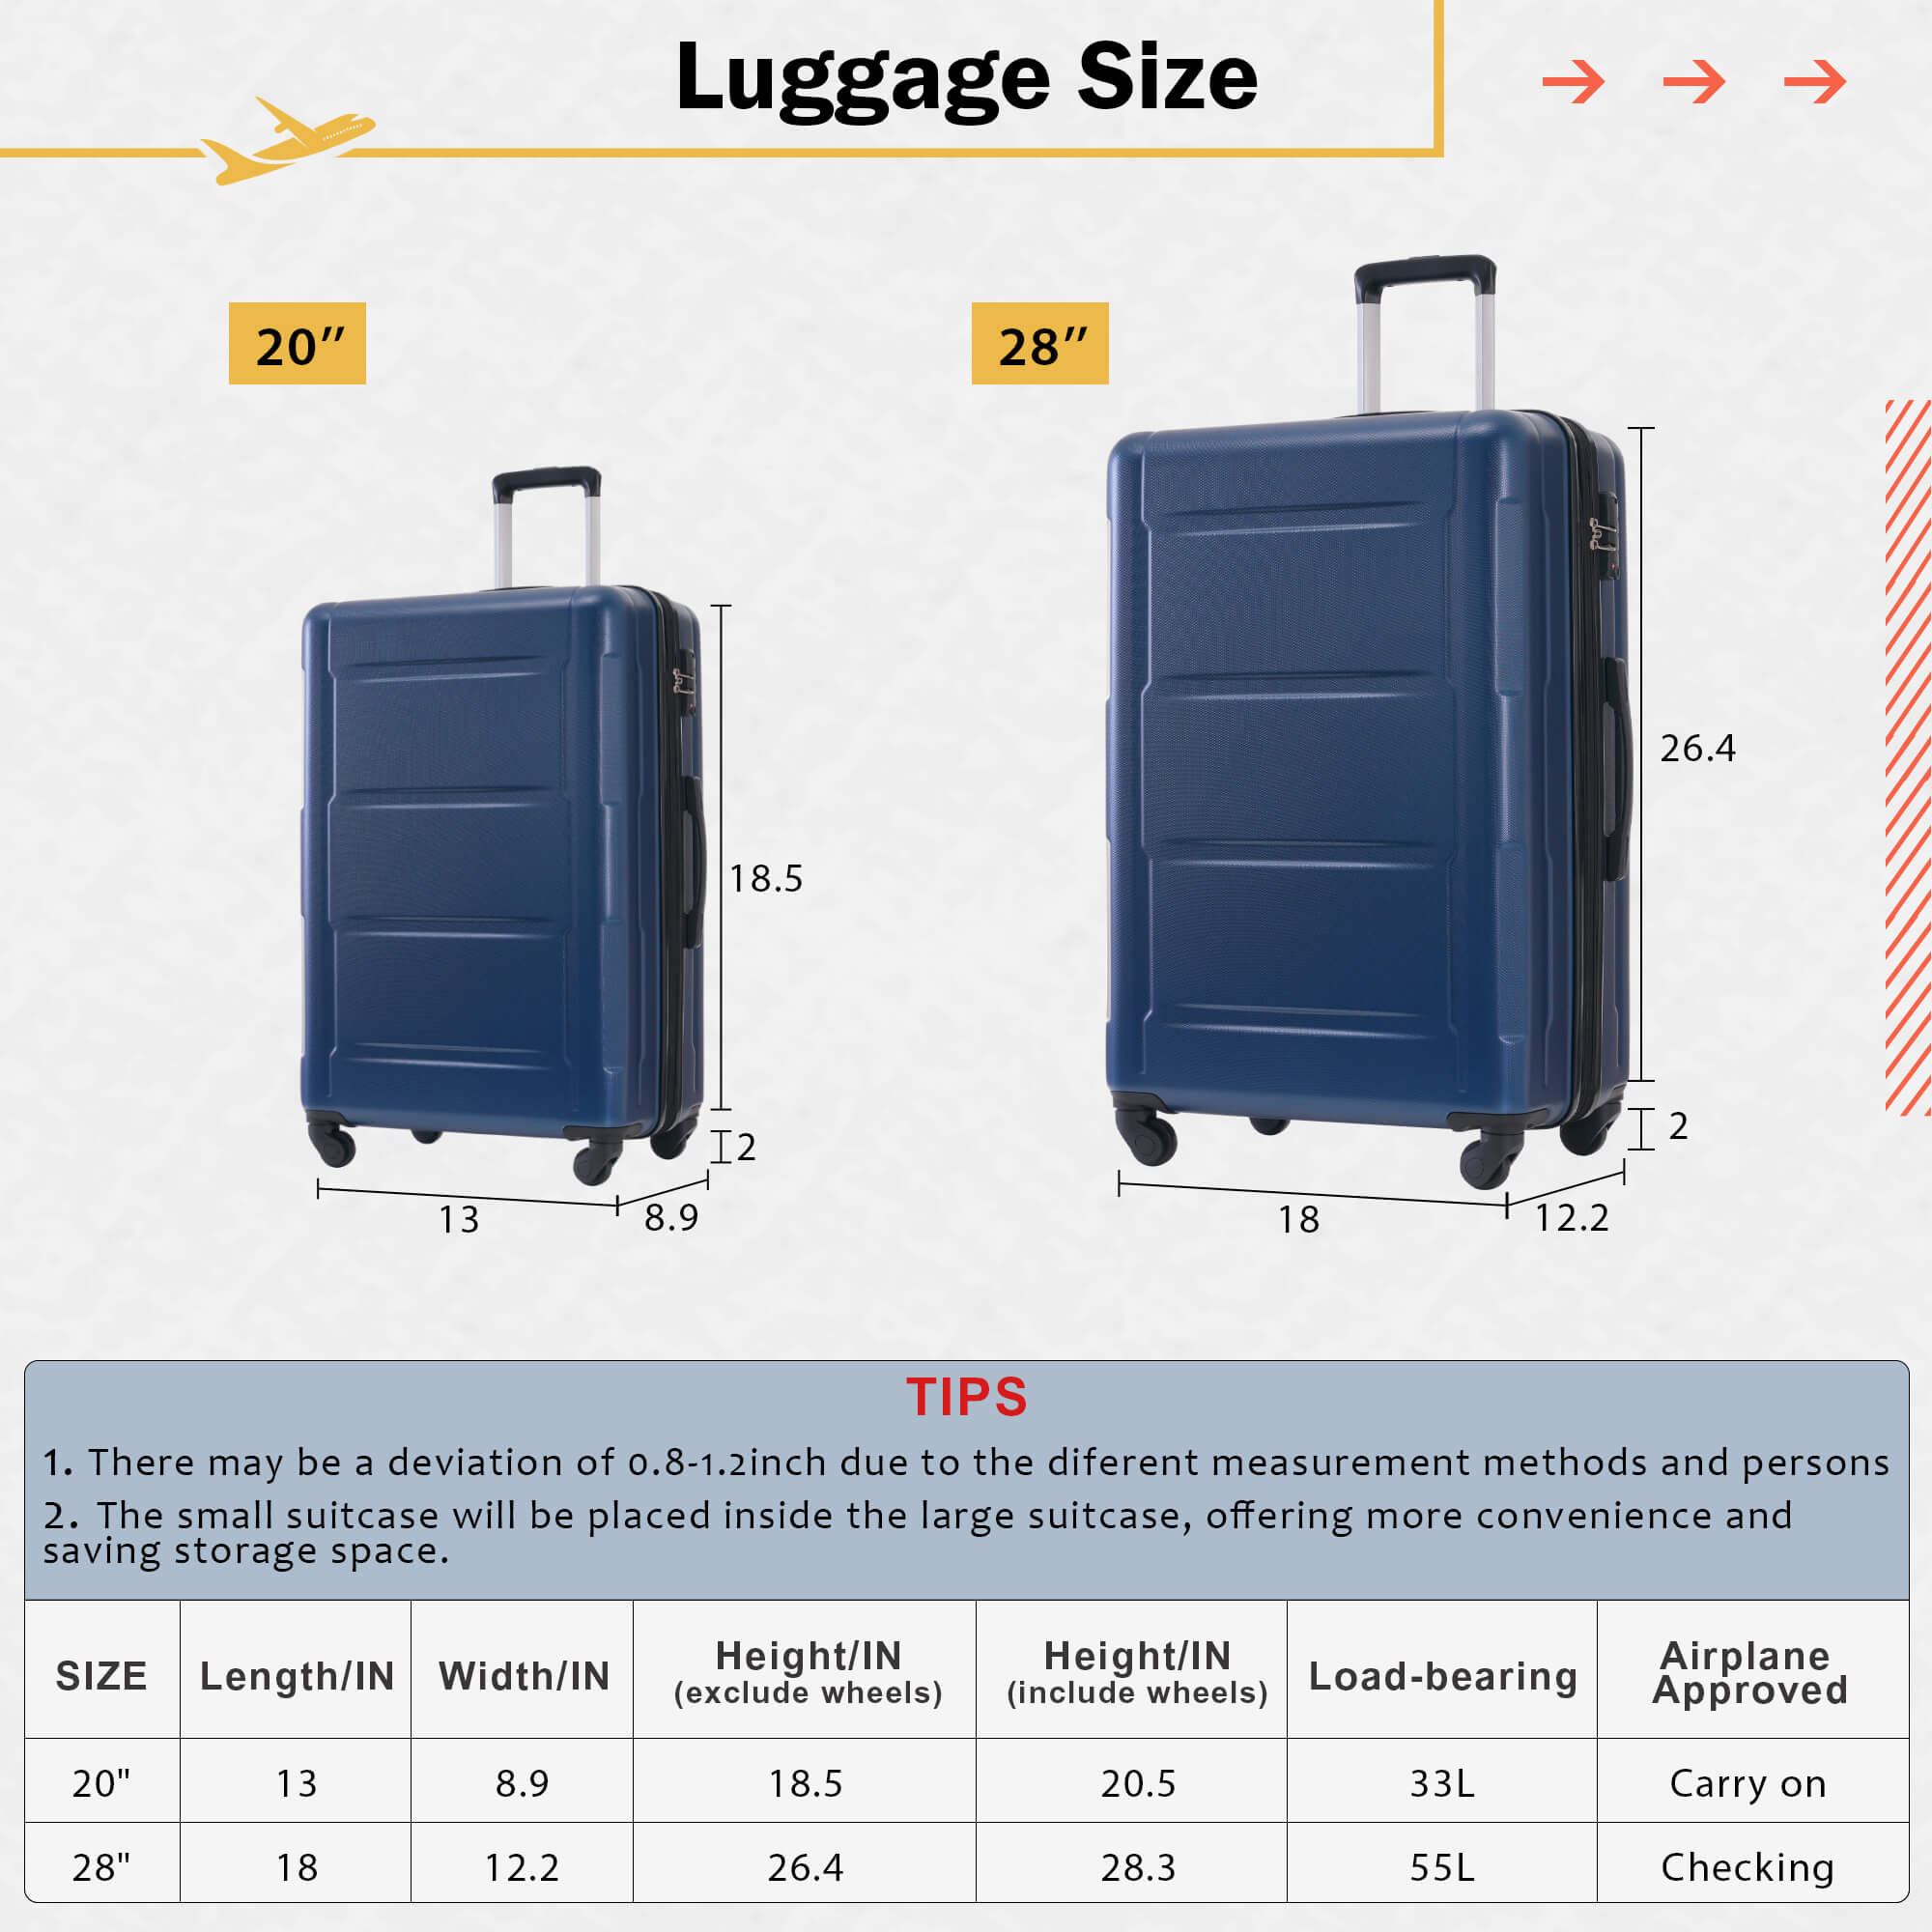 Luggage Size
20″
28″
26.4
18.5
2
2
13
8.9
18
12.2
TIPS
1. There may be a deviation of 0.8-1.2inch due to the diferent measurement methods and persons
2. The small suitcase will be placed inside the large suitcase, offering more convenience and
saving storage space.
SIZE Length/IN Width/IN Height/IN (exclude wheels) Height/IN (include wheels) Load-bearing Airplane Approved
20" 13 8.9 18.5 20.5 33L Carry on
28" 18 12.2 26.4 28.3 55L Checking